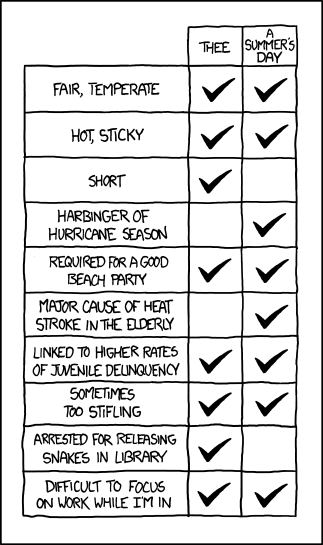 THEE
A
SUMMER'S
DAY
FAIR, TEMPERATE
HOT, STICKY
SHORT
HARBINGER OF
HURRICANE SEASON
REQUIRED FOR A GOOD
BEACH PARTY
MAJOR CAUSE OF HEAT
STROKE IN THE ELDERLY
LINKED TO HIGHER RATES
OF JUVENILE DELINQUENCY
SOMETIMES
TOO STIFLING
ARRESTED FOR RELEASING
SNAKES IN LIBRARY
DIFFICULT TO FOCUS
ON WORK WHILE I'M IN